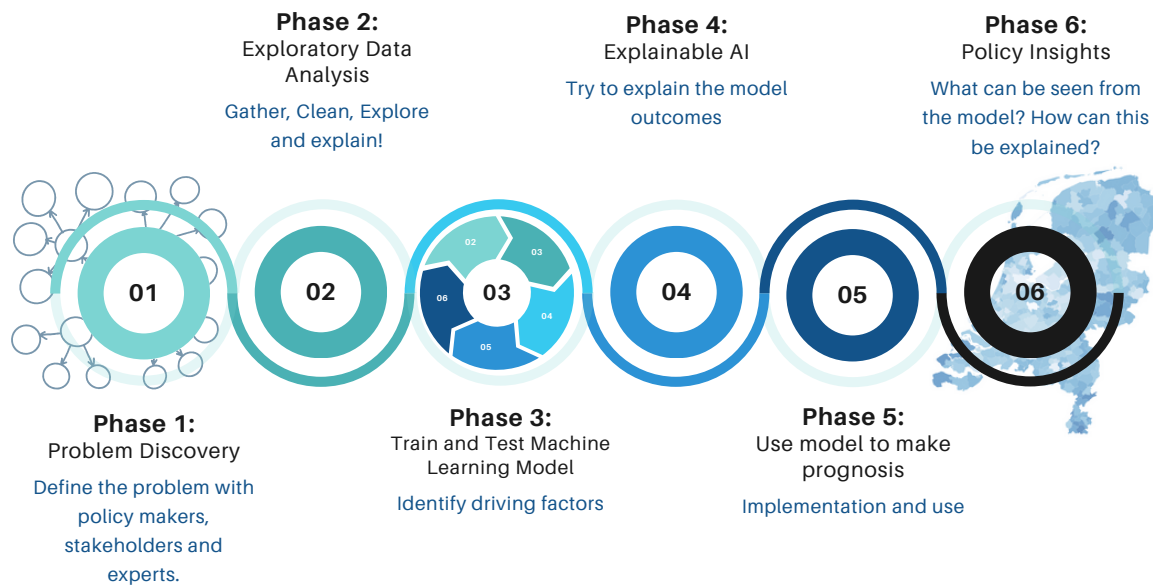 Phase 1:
Problem Discovery
Define the problem with
policy makers,
stakeholders and
experts.
01
Phase 2:
Exploratory Data
Analysis
Gather, Clean, Explore
and explain!
02
Phase 3:
Train and Test Machine
Learning Model
Identify driving factors
03
02
03
04
05
06
Phase 4:
Explainable AI
Try to explain the model
outcomes
04
Phase 5:
Use model to make
prognosis
Implementation and use
05
Phase 6:
Policy Insights
What can be seen from
the model? How can this
be explained?
06